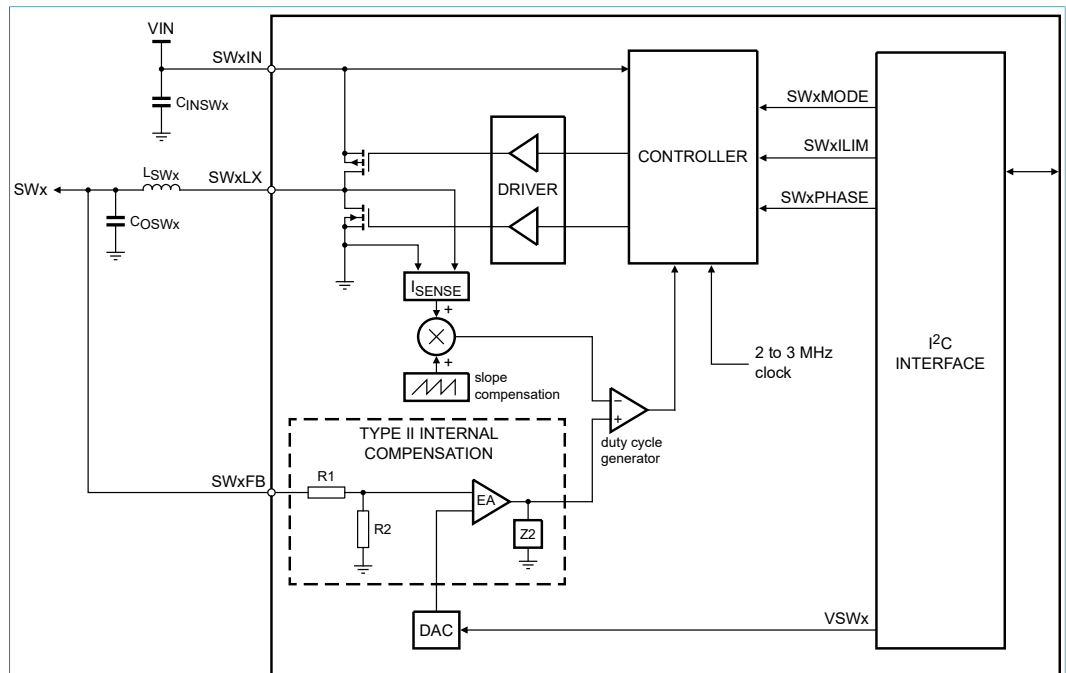 VIN
SWxIN
CINSWx
SWxMODE
CONTROLLER
SWxILIM
LSWx
SWx
SWxLX
DRIVER
SWxPHASE
COSWx
ISENSE
+
+
slope
compensation
2 to 3 MHz
clock
I2C
INTERFACE
−
+
duty cycle
generator
TYPE II INTERNAL
COMPENSATION
SWxFB
R1
EA
R2
Z2
DAC
VSWx